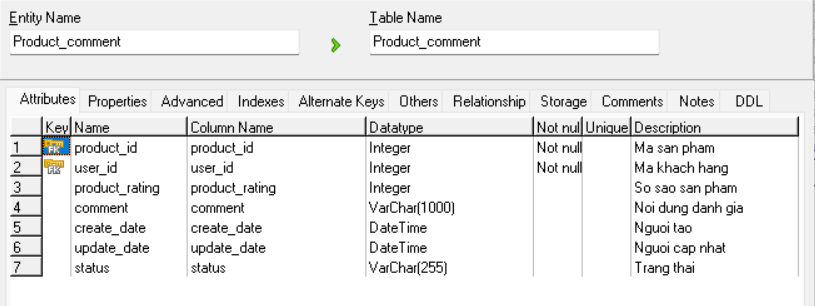 Entity Name Table Name
Product_comment Product_comment
Attributes Properties Advanced Indexes Alternate Keys Others Relationship Storage Comments Notes DDL
Key Name Column Name Datatype Not nul Unique Description
1 FK product_id product_id Integer Not null Ma san pham
2 FK user_id user_id Integer Not null Ma khach hang
3 product_rating product_rating Integer So sao san pham
4 comment comment VarChar(1000) Noi dung danh gia
5 create_date create_date DateTime Nguoi tao
6 update_date update_date DateTime Nguoi cap nhat
7 status status VarChar(255) Trang thai